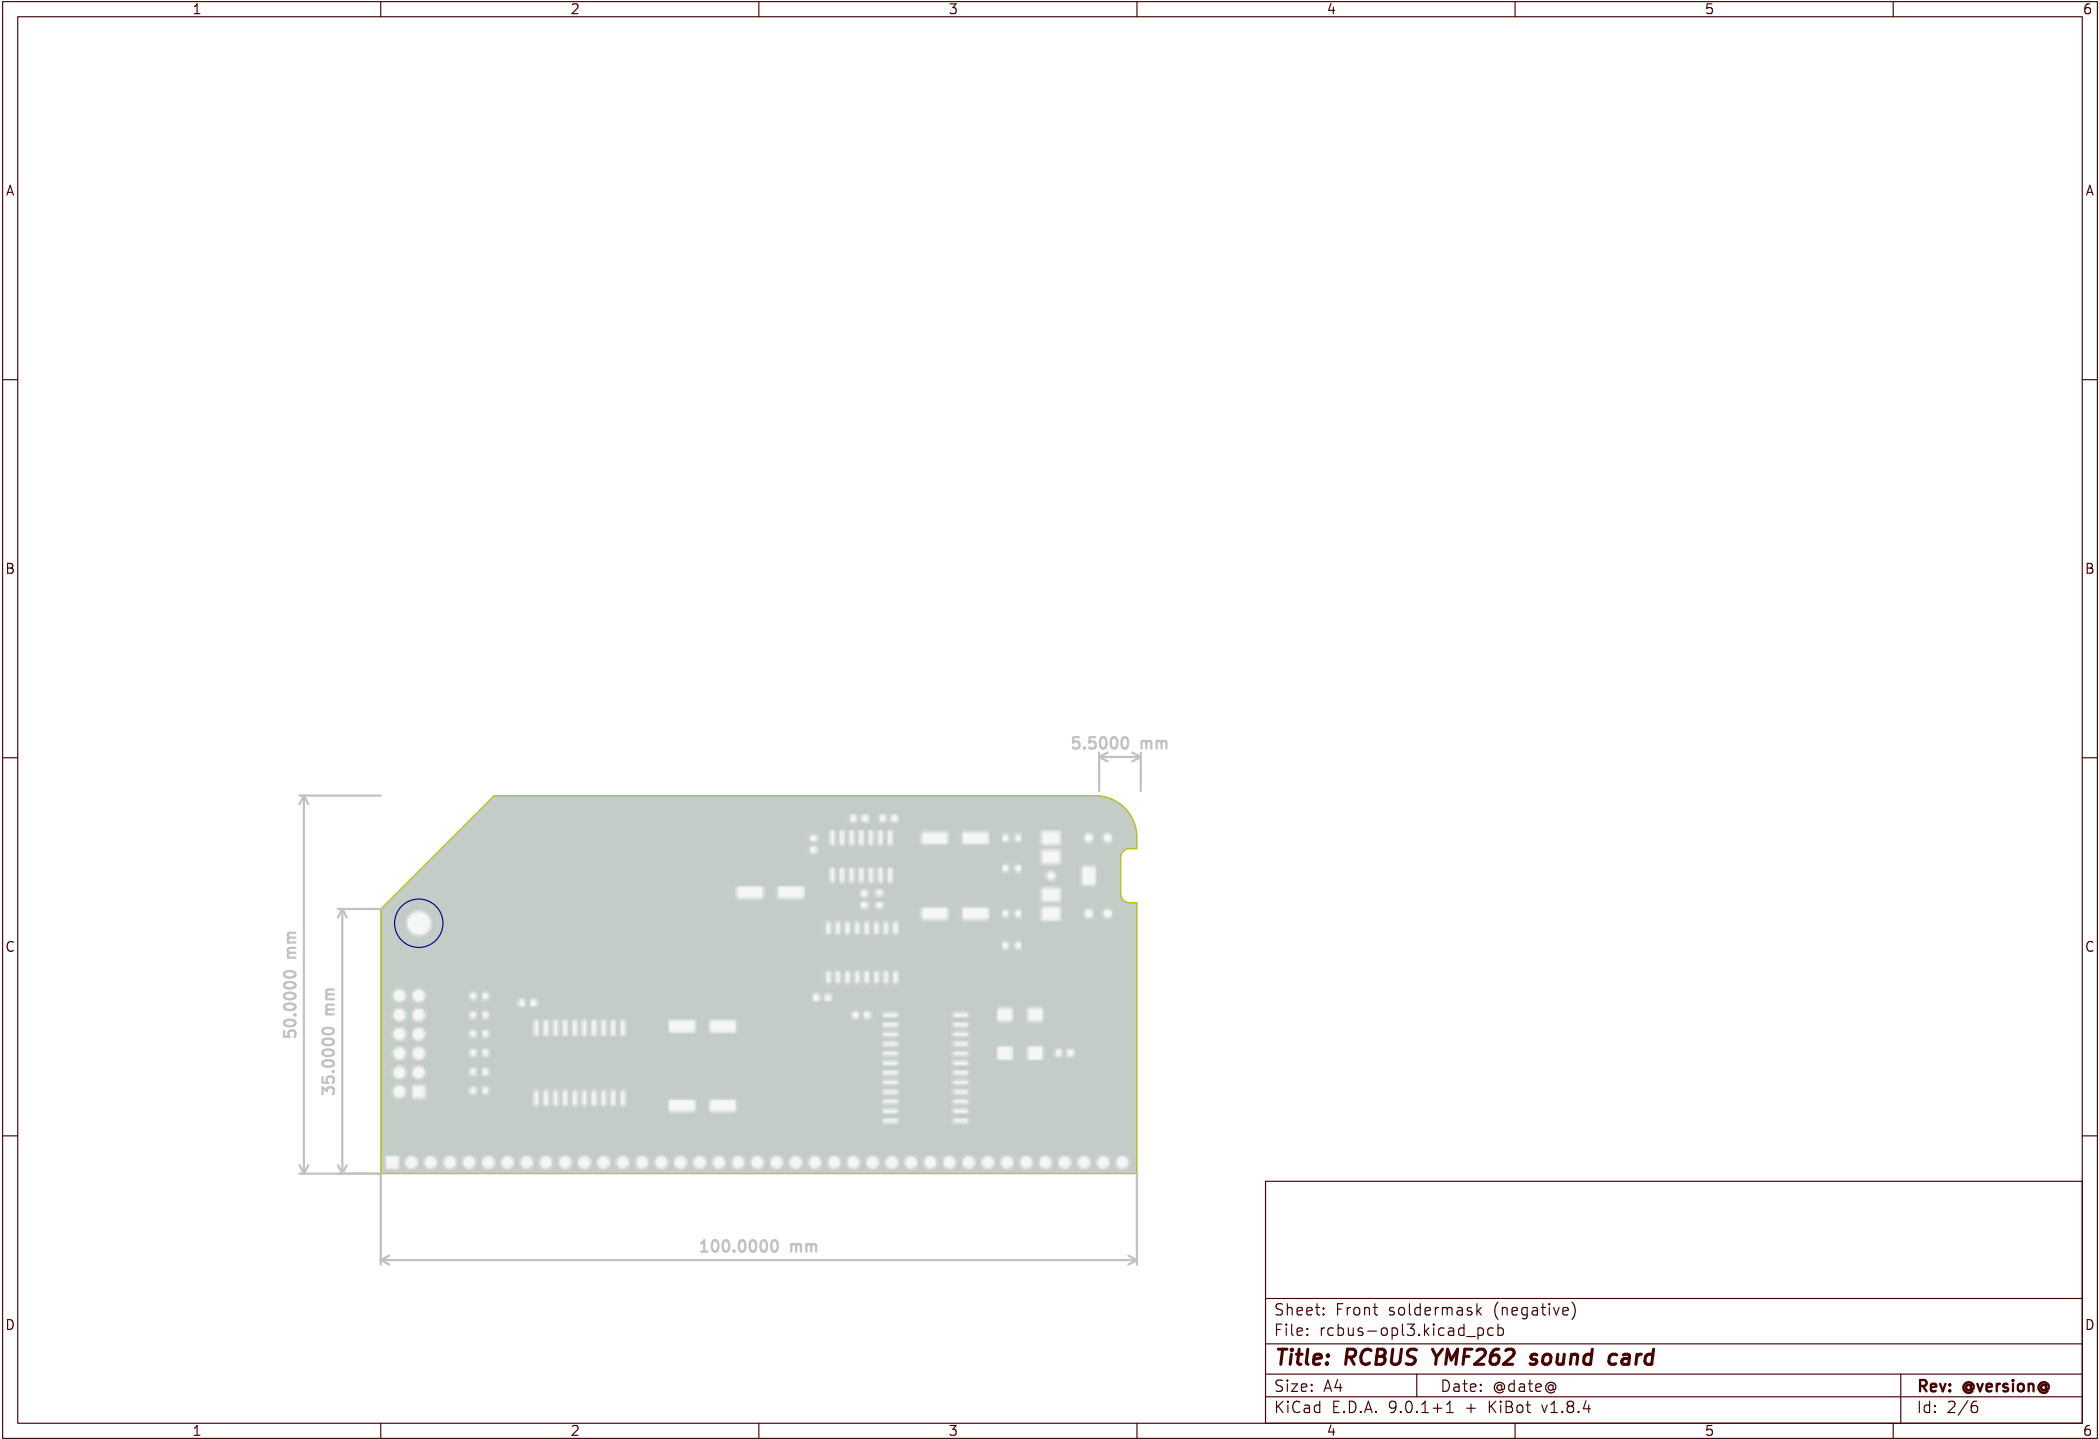 1 2 3 4 5 6
A A
B B
5.5000 mm
50.0000 mm
35.0000 mm
C C
100.0000 mm
D D
Sheet: Front soldermask (negative)
File: rcbus-opl3.kicad_pcb
Title: RCBUS YMF262 sound card
Size: A4 Date: @date@ Rev: @version@
KiCad E.D.A. 9.0.1+1 + KiBot v1.8.4 Id: 2/6
1 2 3 4 5 6